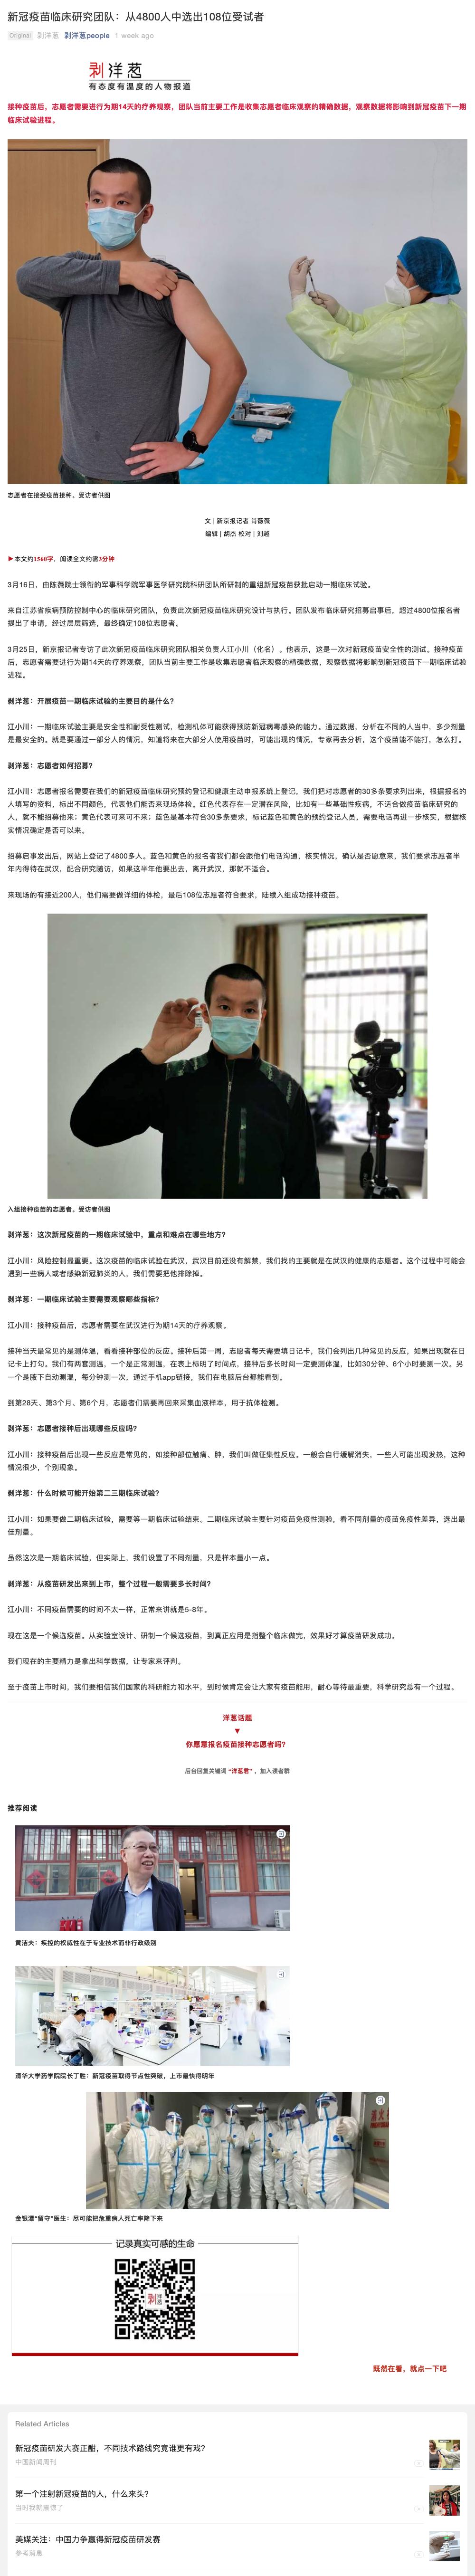 新冠疫苗临床研究团队：从4800人中选出108位受试者
Original 剥洋葱 剥洋葱people 1 week ago
剥洋葱
有态度有温度的人物报道
接种疫苗后，志愿者需要进行为期14天的疗养观察，团队当前主要工作是收集志愿者临床观察的精确数据，观察数据将影响到新冠疫苗下一期
临床试验进程。
志愿者在接受疫苗接种。受访者供图
文 | 新京报记者 肖薇薇
编辑 | 胡杰 校对 | 刘越
►本文约1560字，阅读全文约需3分钟
3月16日，由陈薇院士领衔的军事科学院军事医学研究院科研团队所研制的重组新冠疫苗获批启动一期临床试验。
来自江苏省疾病预防控制中心的临床研究团队，负责此次新冠疫苗临床研究设计与执行。团队发布临床研究招募启事后，超过4800位报名者
提出了申请，经过层层筛选，最终确定108位志愿者。
3月25日，新京报记者专访了此次新冠疫苗临床研究团队相关负责人江小川（化名）。他表示，这是一次对新冠疫苗安全性的测试。接种疫苗
后，志愿者需要进行为期14天的疗养观察，团队当前主要工作是收集志愿者临床观察的精确数据，观察数据将影响到新冠疫苗下一期临床试验
进程。
剥洋葱：开展疫苗一期临床试验的主要目的是什么？
江小川：一期临床试验主要是安全性和耐受性测试，检测机体可能获得预防新冠病毒感染的能力。通过数据，分析在不同的人当中，多少剂量
是最安全的。就是要通过一部分人的情况，知道将来在大部分人使用疫苗时，可能出现的情况，专家再去分析，这个疫苗能不能打，怎么打。
剥洋葱：志愿者如何招募？
江小川：志愿者报名需要在我们的新冠疫苗临床研究预约登记和健康主动申报系统上登记，我们把对志愿者的30多条要求列出来，根据报名的
人填写的资料，标出不同颜色，代表他们能否来现场体检。红色代表存在一定潜在风险，比如有一些基础性疾病，不适合做疫苗临床研究的
人，就不能招募他来；黄色代表可来可不来；蓝色是基本符合30多条要求，标记蓝色和黄色的预约登记人员，需要电话再进一步核实，根据核
实情况确定是否可以来。
招募启事发出后，网站上登记了4800多人。蓝色和黄色的报名者我们都会跟他们电话沟通，核实情况，确认是否愿意来，我们要求志愿者半
年内得待在武汉，配合研究随访，如果这半年他要出去，离开武汉，那就不适合。
来现场的有接近200人，他们需要做详细的体检，最后108位志愿者符合要求，陆续入组成功接种疫苗。
入组接种疫苗的志愿者。受访者供图
剥洋葱：这次新冠疫苗的一期临床试验中，重点和难点在哪些地方？
江小川：风险控制最重要。这次疫苗的临床试验在武汉，武汉目前还没有解禁，我们找的主要就是在武汉的健康的志愿者。这个过程中可能会
遇到一些病人或者感染新冠肺炎的人，我们需要把他排除掉。
剥洋葱：一期临床试验主要需要观察哪些指标？
江小川：接种疫苗后，志愿者需要在武汉进行为期14天的疗养观察。
接种当天最常见的是测体温、看看接种部位的反应。接种后第一周，志愿者每天需要填日记卡，我们会列出几种常见的反应，如果出现就在日
记卡上打勾。我们有两套测温，一个是正常测温，在表上标明了时间点，接种后多长时间一定要测体温，比如30分钟、6个小时要测一次。另
一个是腋下自动测温，每分钟测一次，通过手机app链接，我们在电脑后台都能看到。
到第28天、第3个月、第6个月，志愿者们需要再回来采集血液样本，用于抗体检测。
剥洋葱：志愿者接种后出现哪些反应吗？
江小川：接种疫苗后出现一些反应是常见的，如接种部位触痛、肿，我们叫做征集性反应。一般会自行缓解消失，一些人可能出现发热，这种
情况很少，个别现象。
剥洋葱：什么时候可能开始第二三期临床试验？
江小川：如果要做二期临床试验，需要等一期临床试验结束。二期临床试验主要针对疫苗免疫性测验，看不同剂量的疫苗免疫性差异，选出最
佳剂量。
虽然这次是一期临床试验，但实际上，我们设置了不同剂量，只是样本量小一点。
剥洋葱：从疫苗研发出来到上市，整个过程一般需要多长时间？
江小川：不同疫苗需要的时间不太一样，正常来讲就是5-8年。
现在这是一个候选疫苗。从实验室设计、研制一个候选疫苗，到真正应用是指整个临床做完，效果好才算疫苗研发成功。
我们现在的主要精力是拿出科学数据，让专家来评判。
至于疫苗上市时间，我们要相信我们国家的科研能力和水平，到时候肯定会让大家有疫苗能用，耐心等待最重要，科学研究总有一个过程。
洋葱话题
▼
你愿意报名疫苗接种志愿者吗？
后台回复关键词 “洋葱君” ，加入读者群
推荐阅读
黄洁夫：疾控的权威性在于专业技术而非行政级别
清华大学药学院院长丁胜：新冠疫苗取得节点性突破，上市最快得明年
金银潭“留守”医生：尽可能把危重病人死亡率降下来
记录真实可感的生命
既然在看，就点一下吧
Related Articles
新冠疫苗研发大赛正酣，不同技术路线究竟谁更有戏？
中国新闻周刊
第一个注射新冠疫苗的人，什么来头？
当时我就震惊了
美媒关注：中国力争赢得新冠疫苗研发赛
参考消息